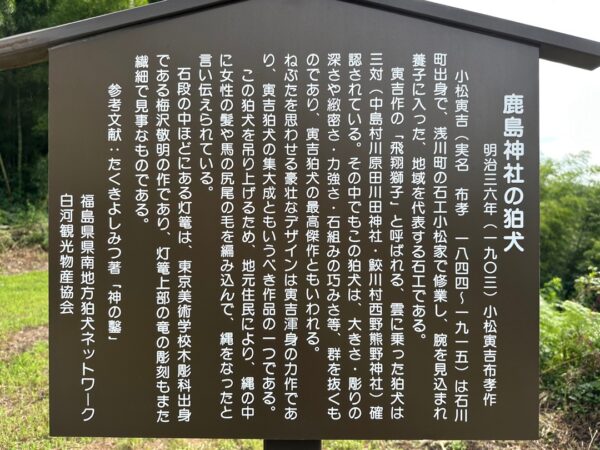 鹿島神社の狛犬
明治三六年（一九〇三）小松寅吉布孝作
小松寅吉（実名　布孝　一八四四～一九一五）は石川
町出身で、浅川町の石工小松家で修業し、腕を見込まれ
養子に入った、地域を代表する石工である。
寅吉作の「飛翔獅子」と呼ばれる、雲に乗った狛犬は
三対（中島村川原田川田神社・鮫川村西野熊野神社）確
認されている。その中でもこの狛犬は、大きさ・彫りの
深さや緻密さ・力強さ・石組みの巧みさ等、群を抜くも
のであり、寅吉狛犬の最高傑作ともいわれる。
ねぶたを思わせる豪壮なデザインは寅吉渾身の力作であ
り、寅吉狛犬の集大成ともいうべき作品の一つである。
この狛犬を吊り上げるため、地元住民により、縄の中
に女性の髪や馬の尻尾の毛を編み込んで、縄をなったと
言い伝えられている。
石段の中ほどにある灯籠は、東京美術学校木彫科出身
である梅沢敬明の作であり、灯籠上部の竜の彫刻もまた
繊細で見事なものである。
参考文献：たくきよしみつ著「神の鑿」
福島県県南地方狛犬ネットワーク
白河観光物産協会